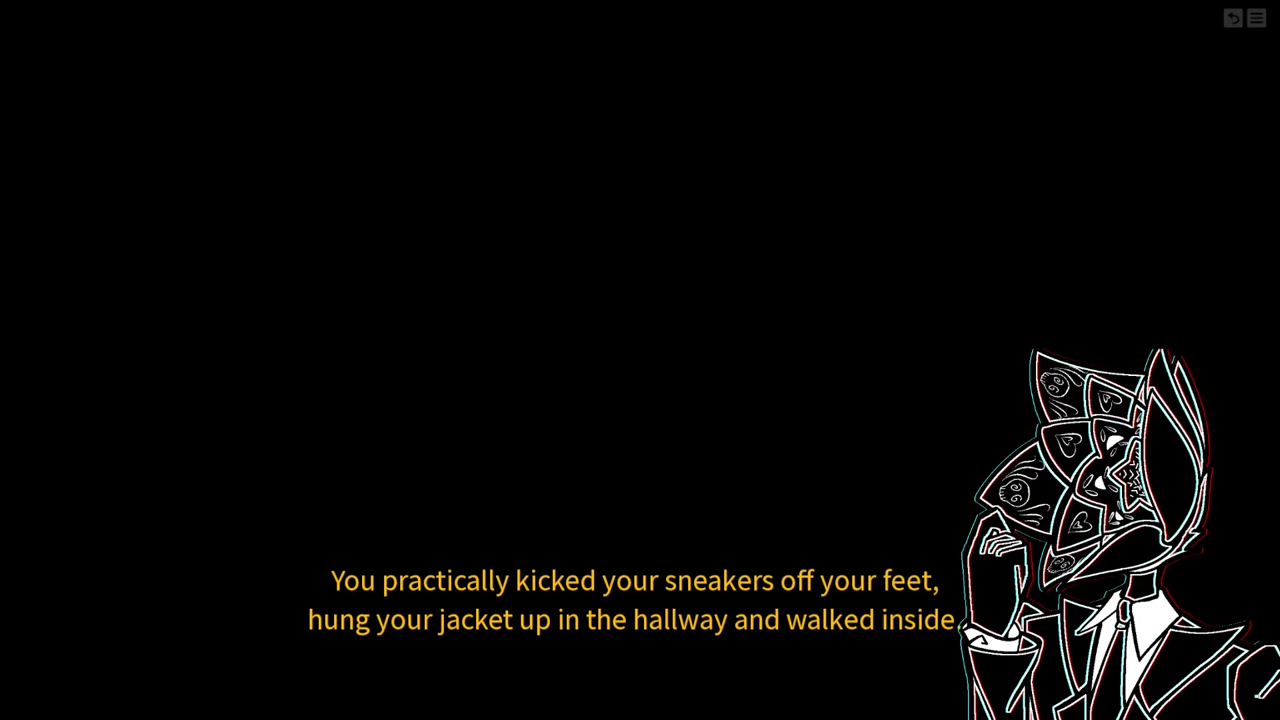 You practically kicked your sneakers off your feet,
hung your jacket up in the hallway and walked inside.